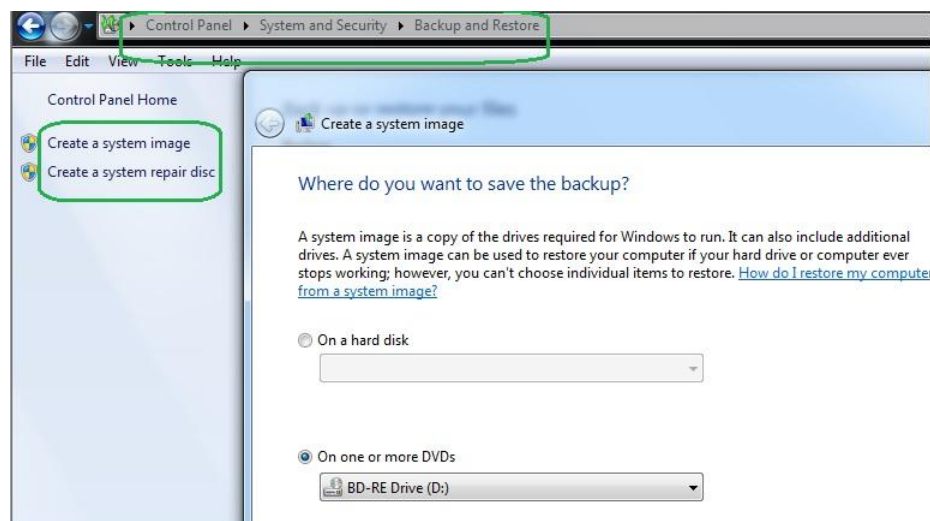 Control Panel ▸ System and Security ▸ Backup and Restore
File Edit View Tools Help
Control Panel Home
Create a system image
Create a system repair disc
Create a system image
Where do you want to save the backup?
A system image is a copy of the drives required for Windows to run. It can also include additional
drives. A system image can be used to restore your computer if your hard drive or computer ever
stops working; however, you can't choose individual items to restore. How do I restore my computer
from a system image?
On a hard disk
On one or more DVDs
BD-RE Drive (D:)